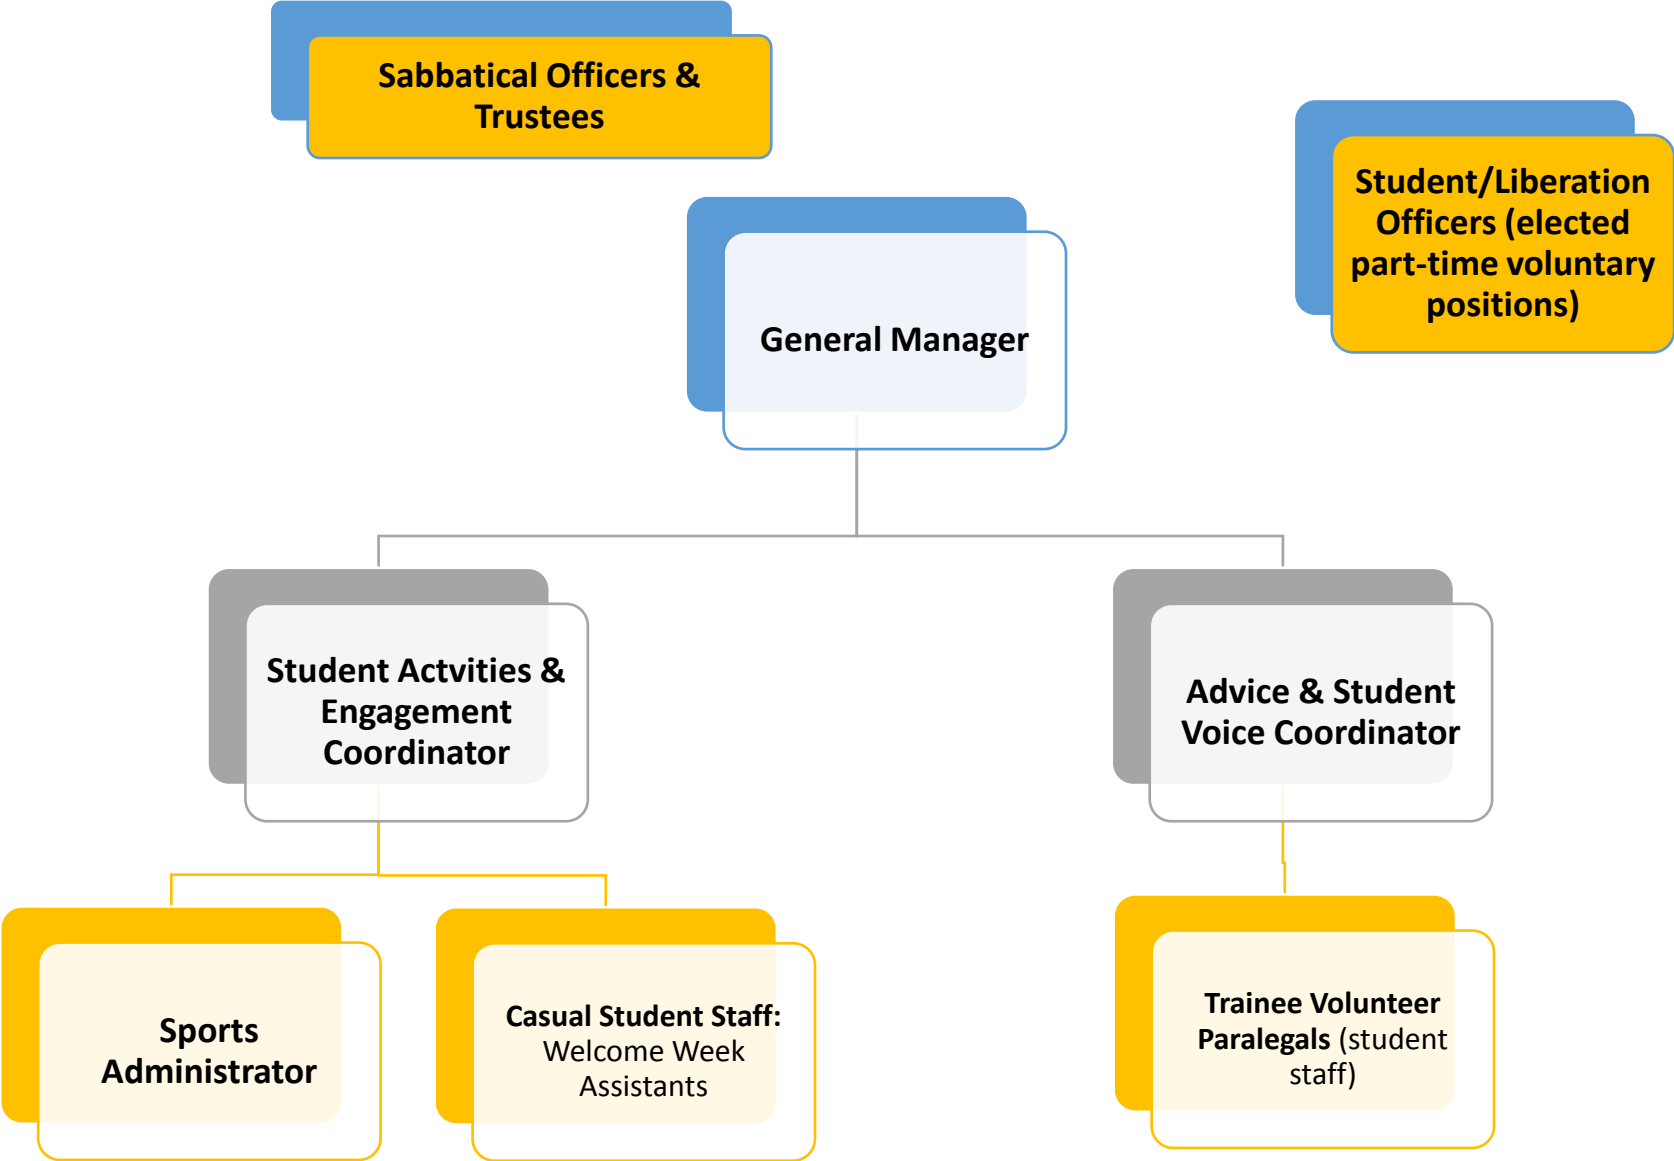 Sabbatical Officers &
Trustees
Student/Liberation
Officers (elected
part-time voluntary
positions)
General Manager
Student Actvities &
Engagement
Coordinator
Advice & Student
Voice Coordinator
Sports
Administrator
Casual Student Staff:
Welcome Week
Assistants
Trainee Volunteer
Paralegals (student
staff)